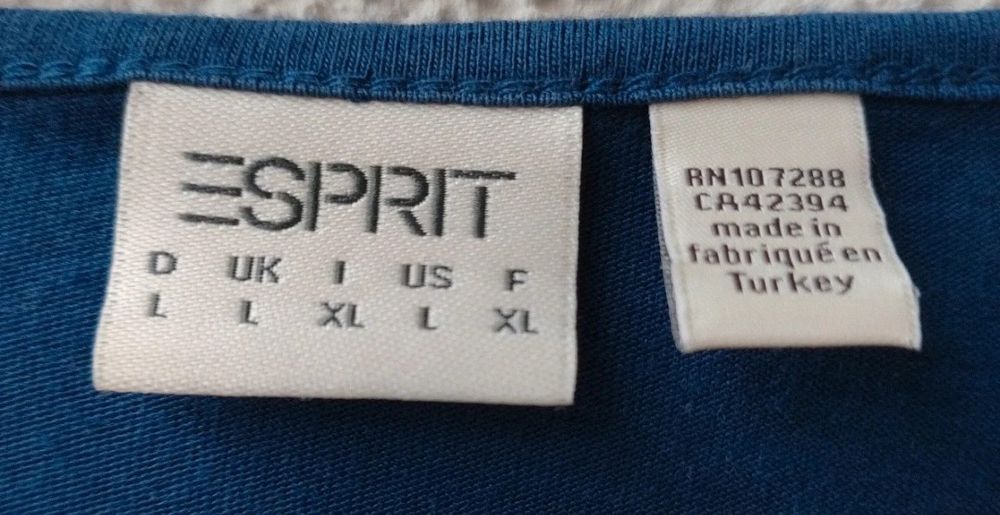 ESPRIT
D UK I US F
L L XL L XL
RN107288
CA42394
made in
fabriqué en
Turkey